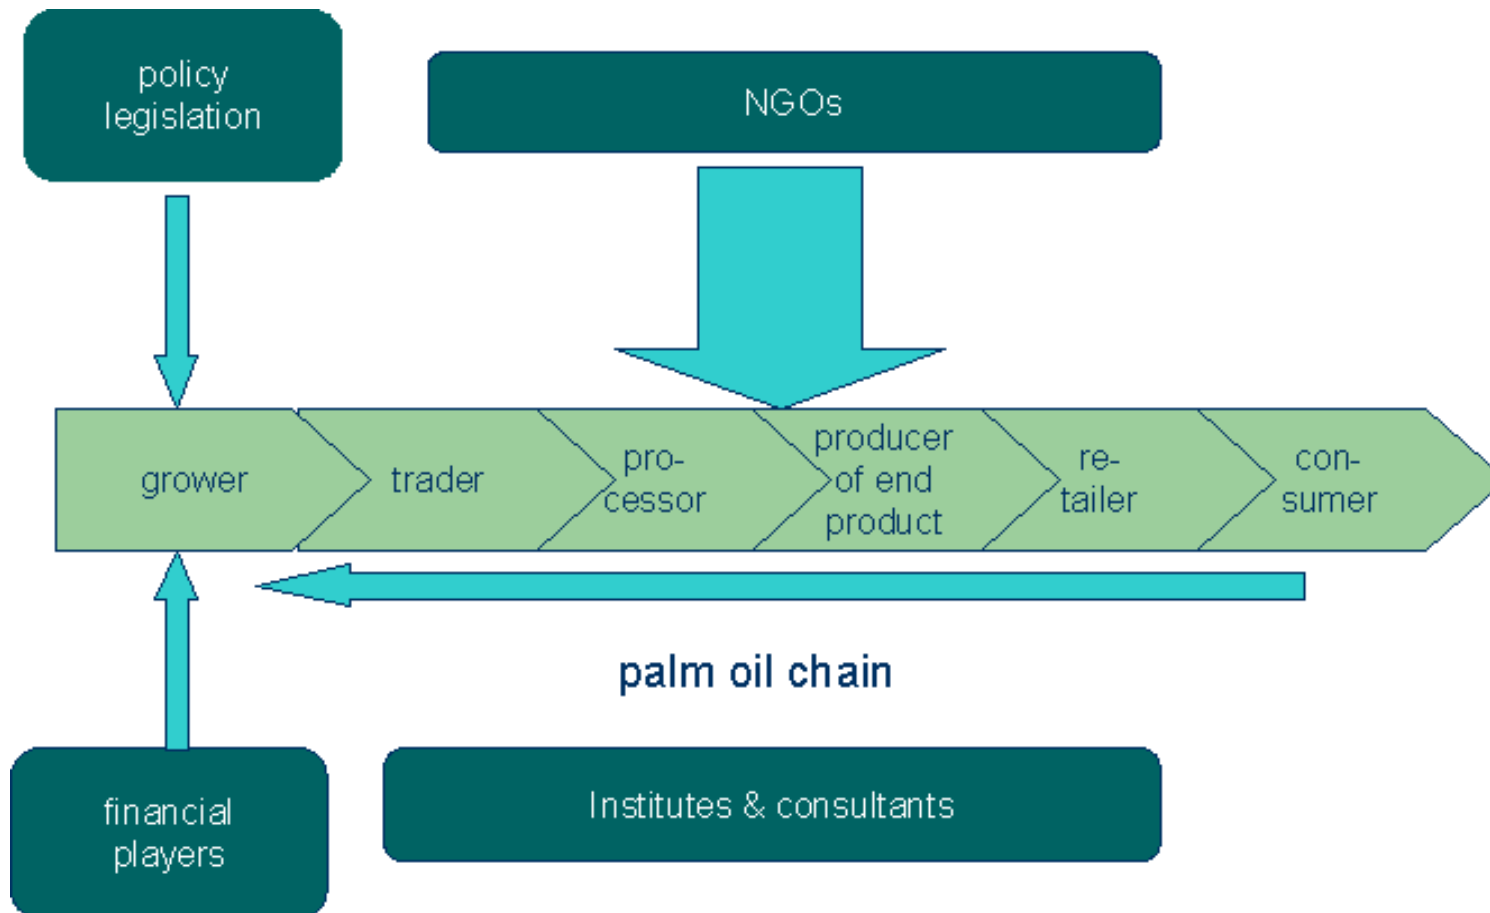 policy
legislation
NGOs
grower
trader
pro-
cessor
producer
of end
product
re-
tailer
con-
sumer
palm oil chain
financial
players
Institutes & consultants